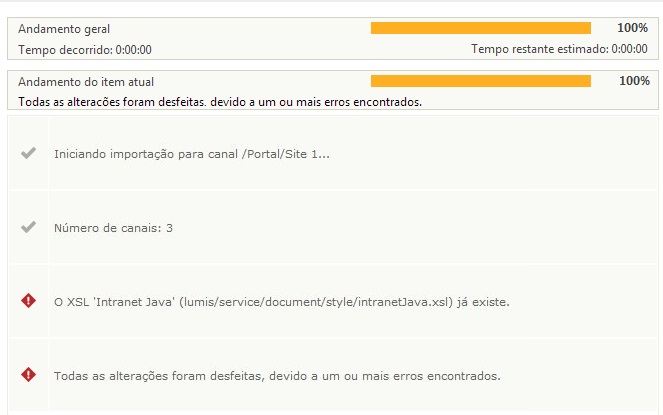 Andamento geral 100%
Tempo decorrido: 0:00:00 Tempo restante estimado: 0:00:00
Andamento do item atual 100%
Todas as alterações foram desfeitas, devido a um ou mais erros encontrados.
Iniciando importação para canal /Portal/Site 1...
Número de canais: 3
O XSL 'Intranet Java' (lumis/service/document/style/intranetJava.xsl) já existe.
Todas as alterações foram desfeitas, devido a um ou mais erros encontrados.